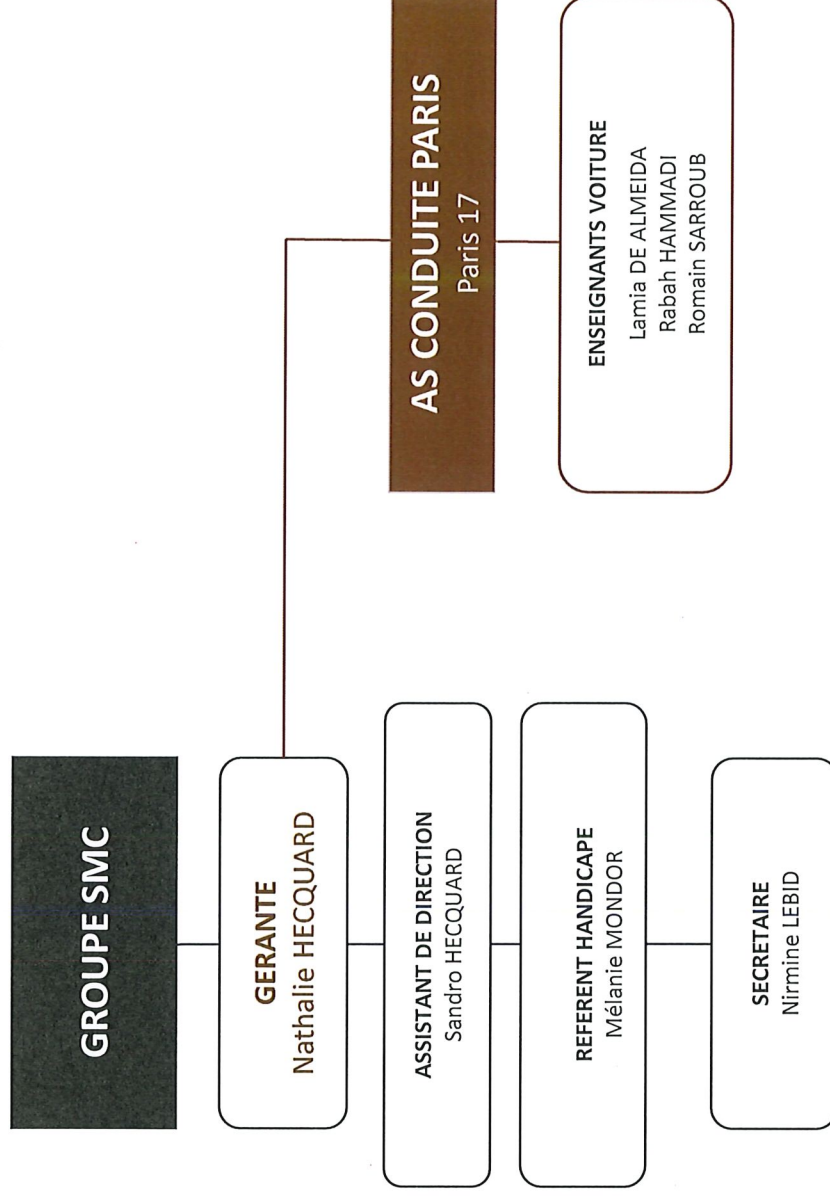 GROUPE SMC
GERANTE
Nathalie HECQUARD
ASSISTANT DE DIRECTION
Sandro HECQUARD
REFERENT HANDICAPE
Mélanie MONDOR
SECRETAIRE
Nirmine LEBID
AS CONDUITE PARIS
Paris 17
ENSEIGNANTS VOITURE
Lamia DE ALMEIDA
Rabah HAMMADI
Romain SARROUB